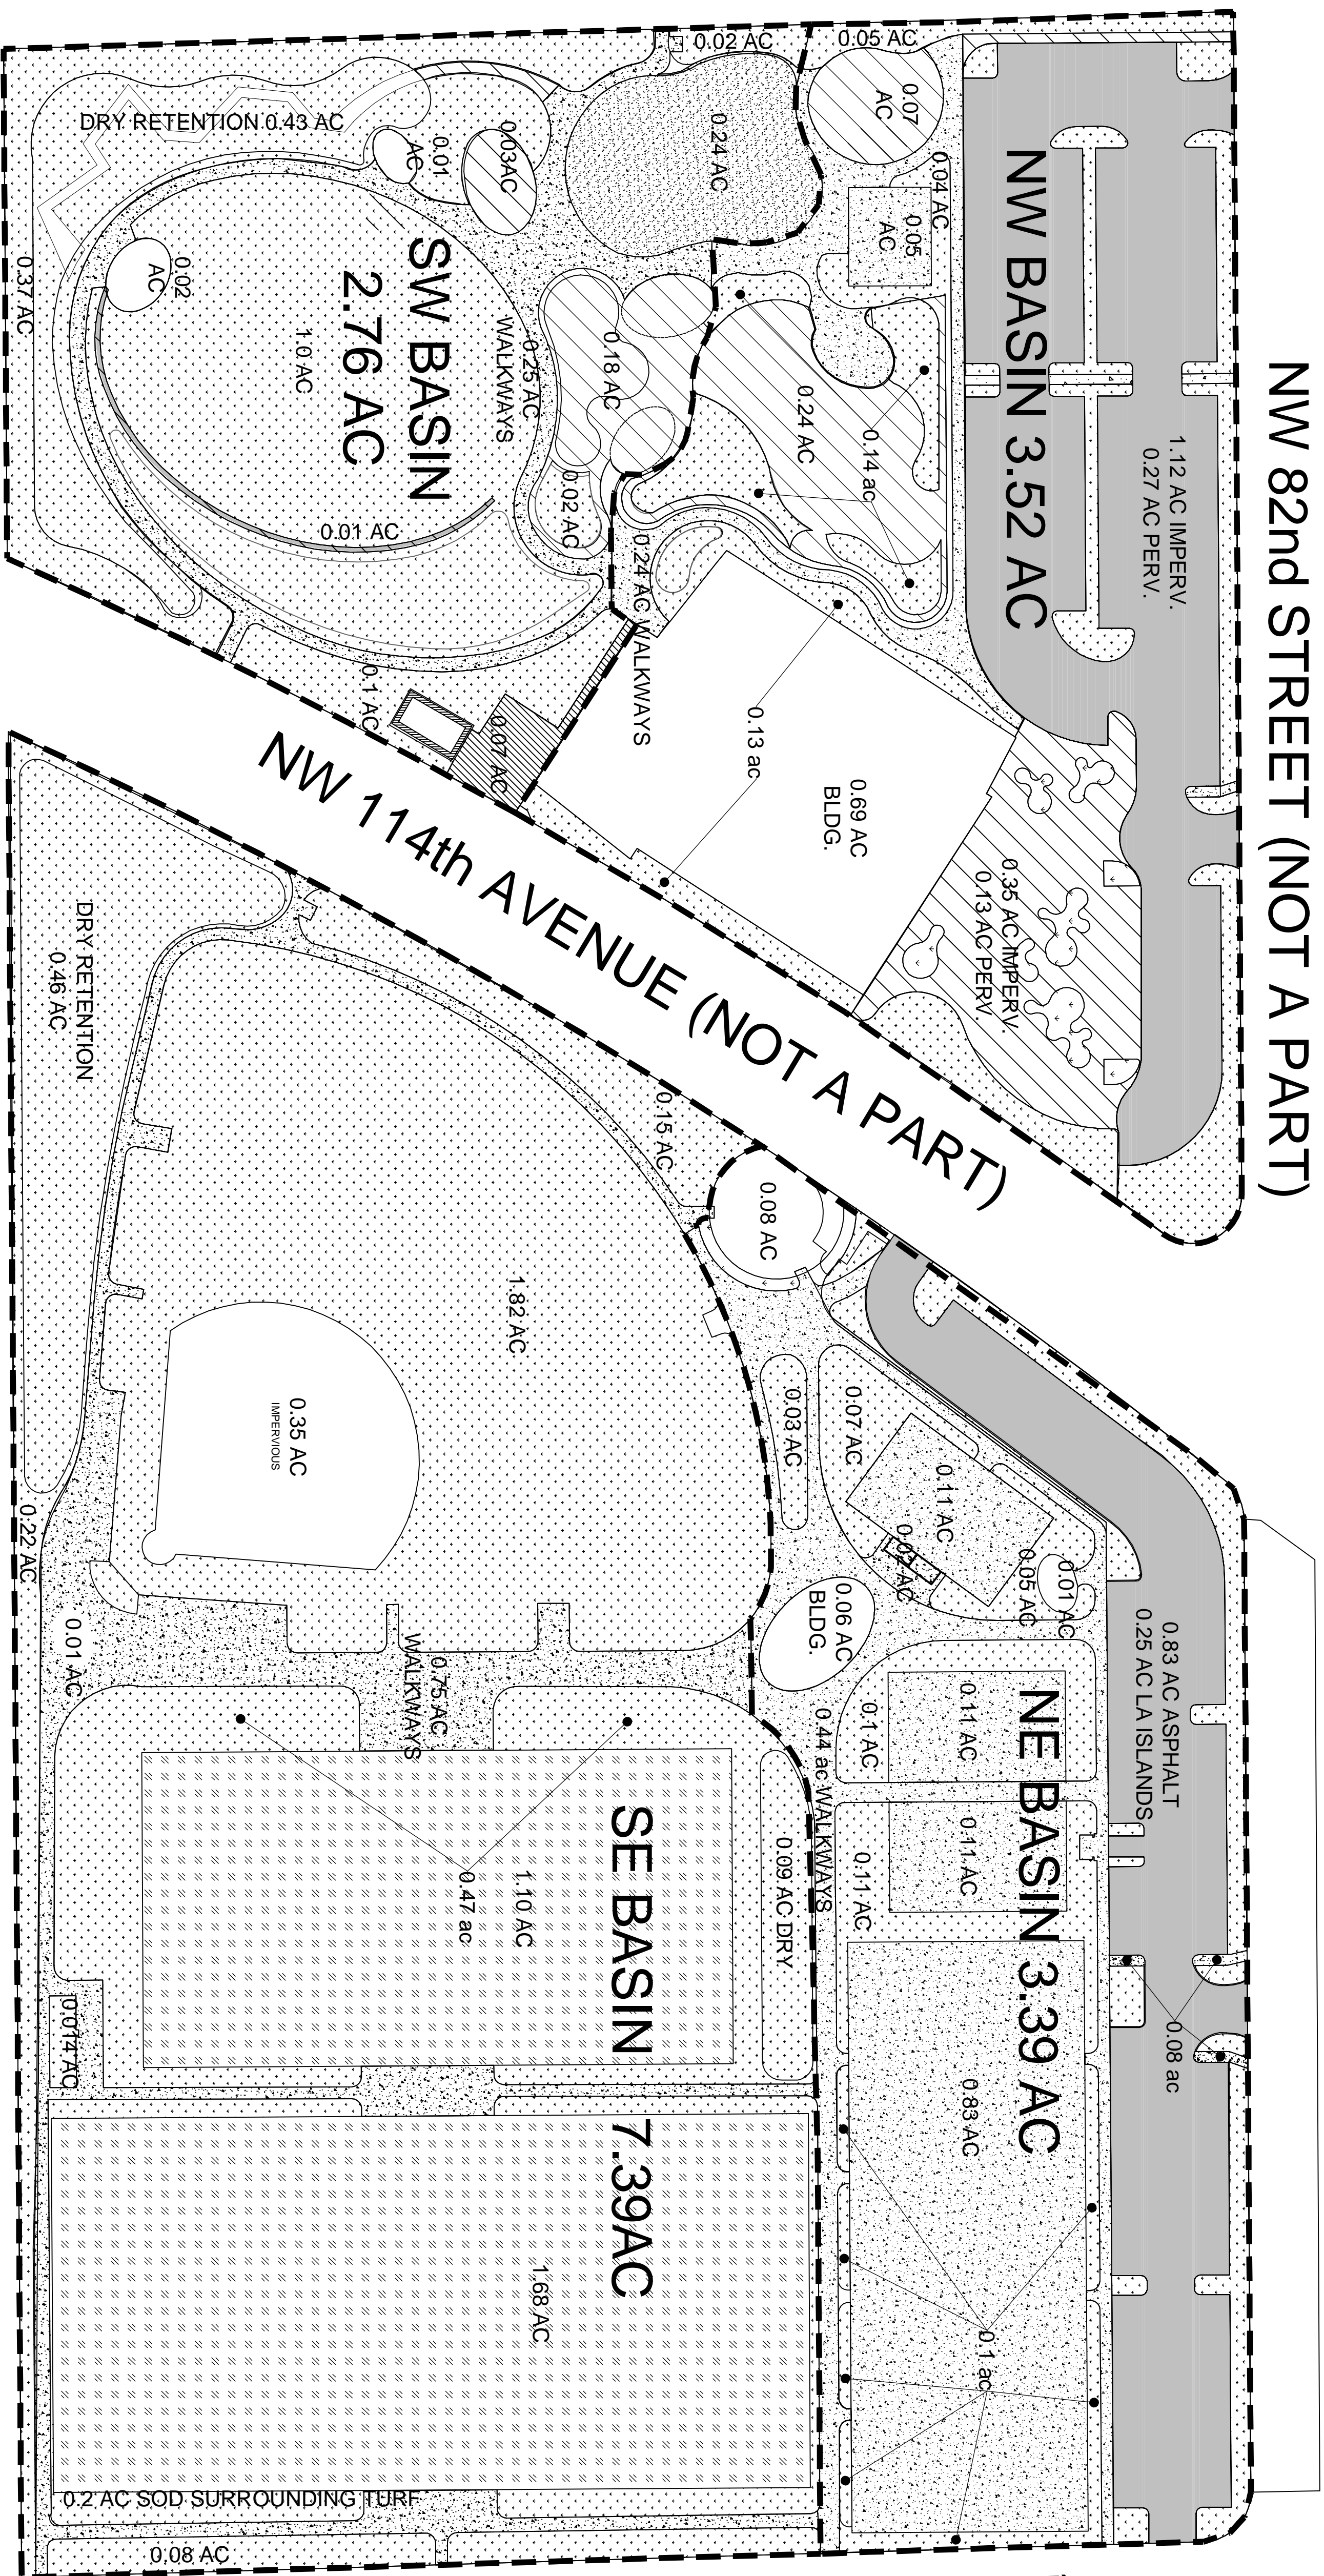 NW 82nd STREET (NOT A PART)
NW BASIN 3.52 AC
1.12 AC IMPERV.
0.27 AC PERV.
0.02 AC
0.05 AC
0.07
AC
0.04 AC
0.05
AC
0.24 AC
0.24 AC
0.14 ac
0.24 AC WALKWAYS
0.13 ac
0.69 AC
BLDG.
0.35 AC IMPERV
0.13 AC PERV
DRY RETENTION 0.43 AC
0.01
AC
0.03AC
SW BASIN
2.76 AC
0.02
AC
0.37 AC
1.0 AC
0.25 AC
WALKWAYS
0.18 AC
0.02 AC
0.01 AC
0.1 AC
0.07 AC
NW 114th AVENUE (NOT A PART)
DRY RETENTION
0.46 AC
0.15 AC
0.08 AC
1.82 AC
0.35 AC
IMPERVIOUS
0.22 AC
0.01 AC
0.03 AC
0.07 AC
0.11 AC
0.02 AC
0.05 AC
0.01 AC
0.06 AC
BLDG.
0.83 AC ASPHALT
0.25 AC LA ISLANDS
NE BASIN 3.39 AC
0.11 AC
0.1 AC
0.44 ac WALKWAYS
0.11 AC
0.11 AC
0.08 ac
0.83 AC
0.1 ac
0.75 AC
WALKWAYS
SE BASIN 7.39AC
0.09 AC DRY
1.10 AC
0.47 ac
0.014 AC
1.68 AC
0.2 AC SOD SURROUNDING TURF
0.08 AC